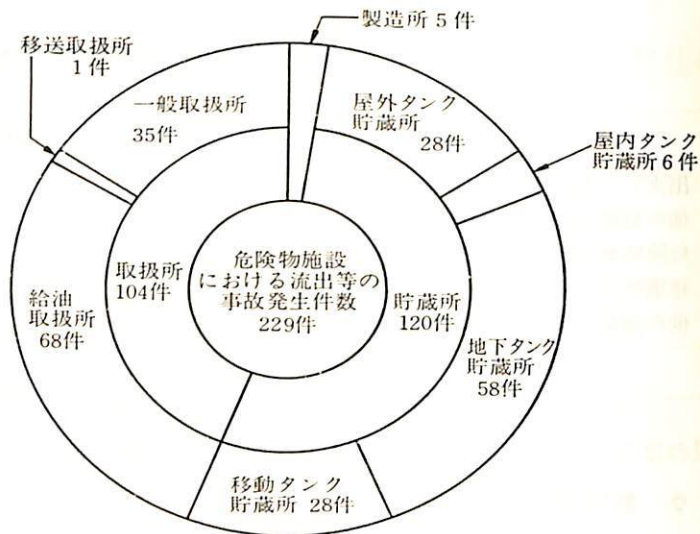 製造所 5 件
移送取扱所
1 件
一般取扱所
35件
屋外タンク
貯蔵所
28件
屋内タンク
貯蔵所 6 件
危険物施設
における流出等の
事故発生件数
229件
取扱所
104件
貯蔵所
120件
給油
取扱所
68件
地下タンク
貯蔵所
58件
移動タンク
貯蔵所 28件